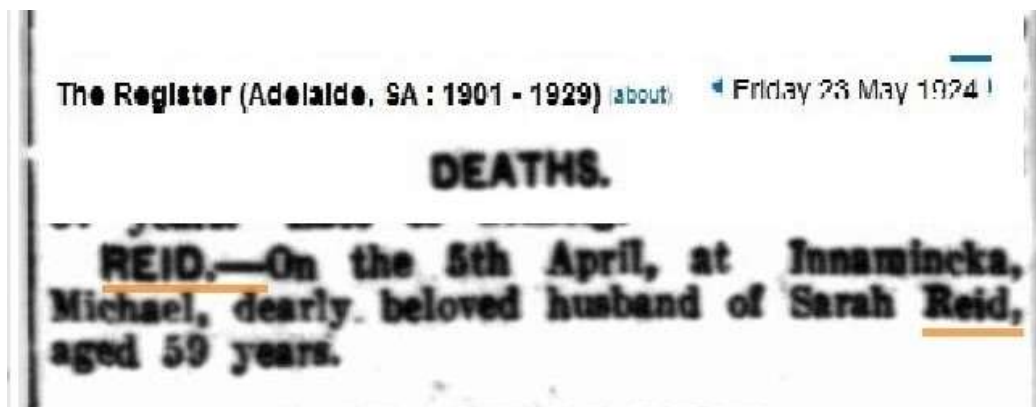 The Register (Adelaide, SA : 1901 - 1929) (about) Friday 23 May 1924
DEATHS.
REID.—On the 5th April, at Innamincka,
Michael, dearly beloved husband of Sarah Reid,
aged 59 years.